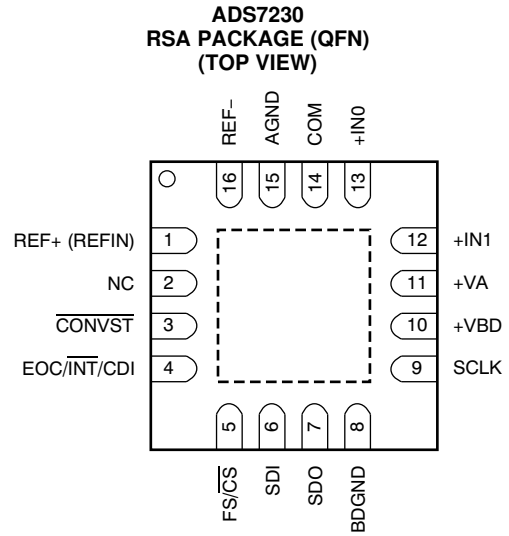 ADS7230
RSA PACKAGE (QFN)
(TOP VIEW)
REF–
AGND
COM
+IN0
16
15
14
13
REF+ (REFIN)
1
12
+IN1
NC
2
11
+VA
CONVST
3
10
+VBD
EOC/INT/CDI
4
9
SCLK
5
6
7
8
FS/CS
SDI
SDO
BDGND